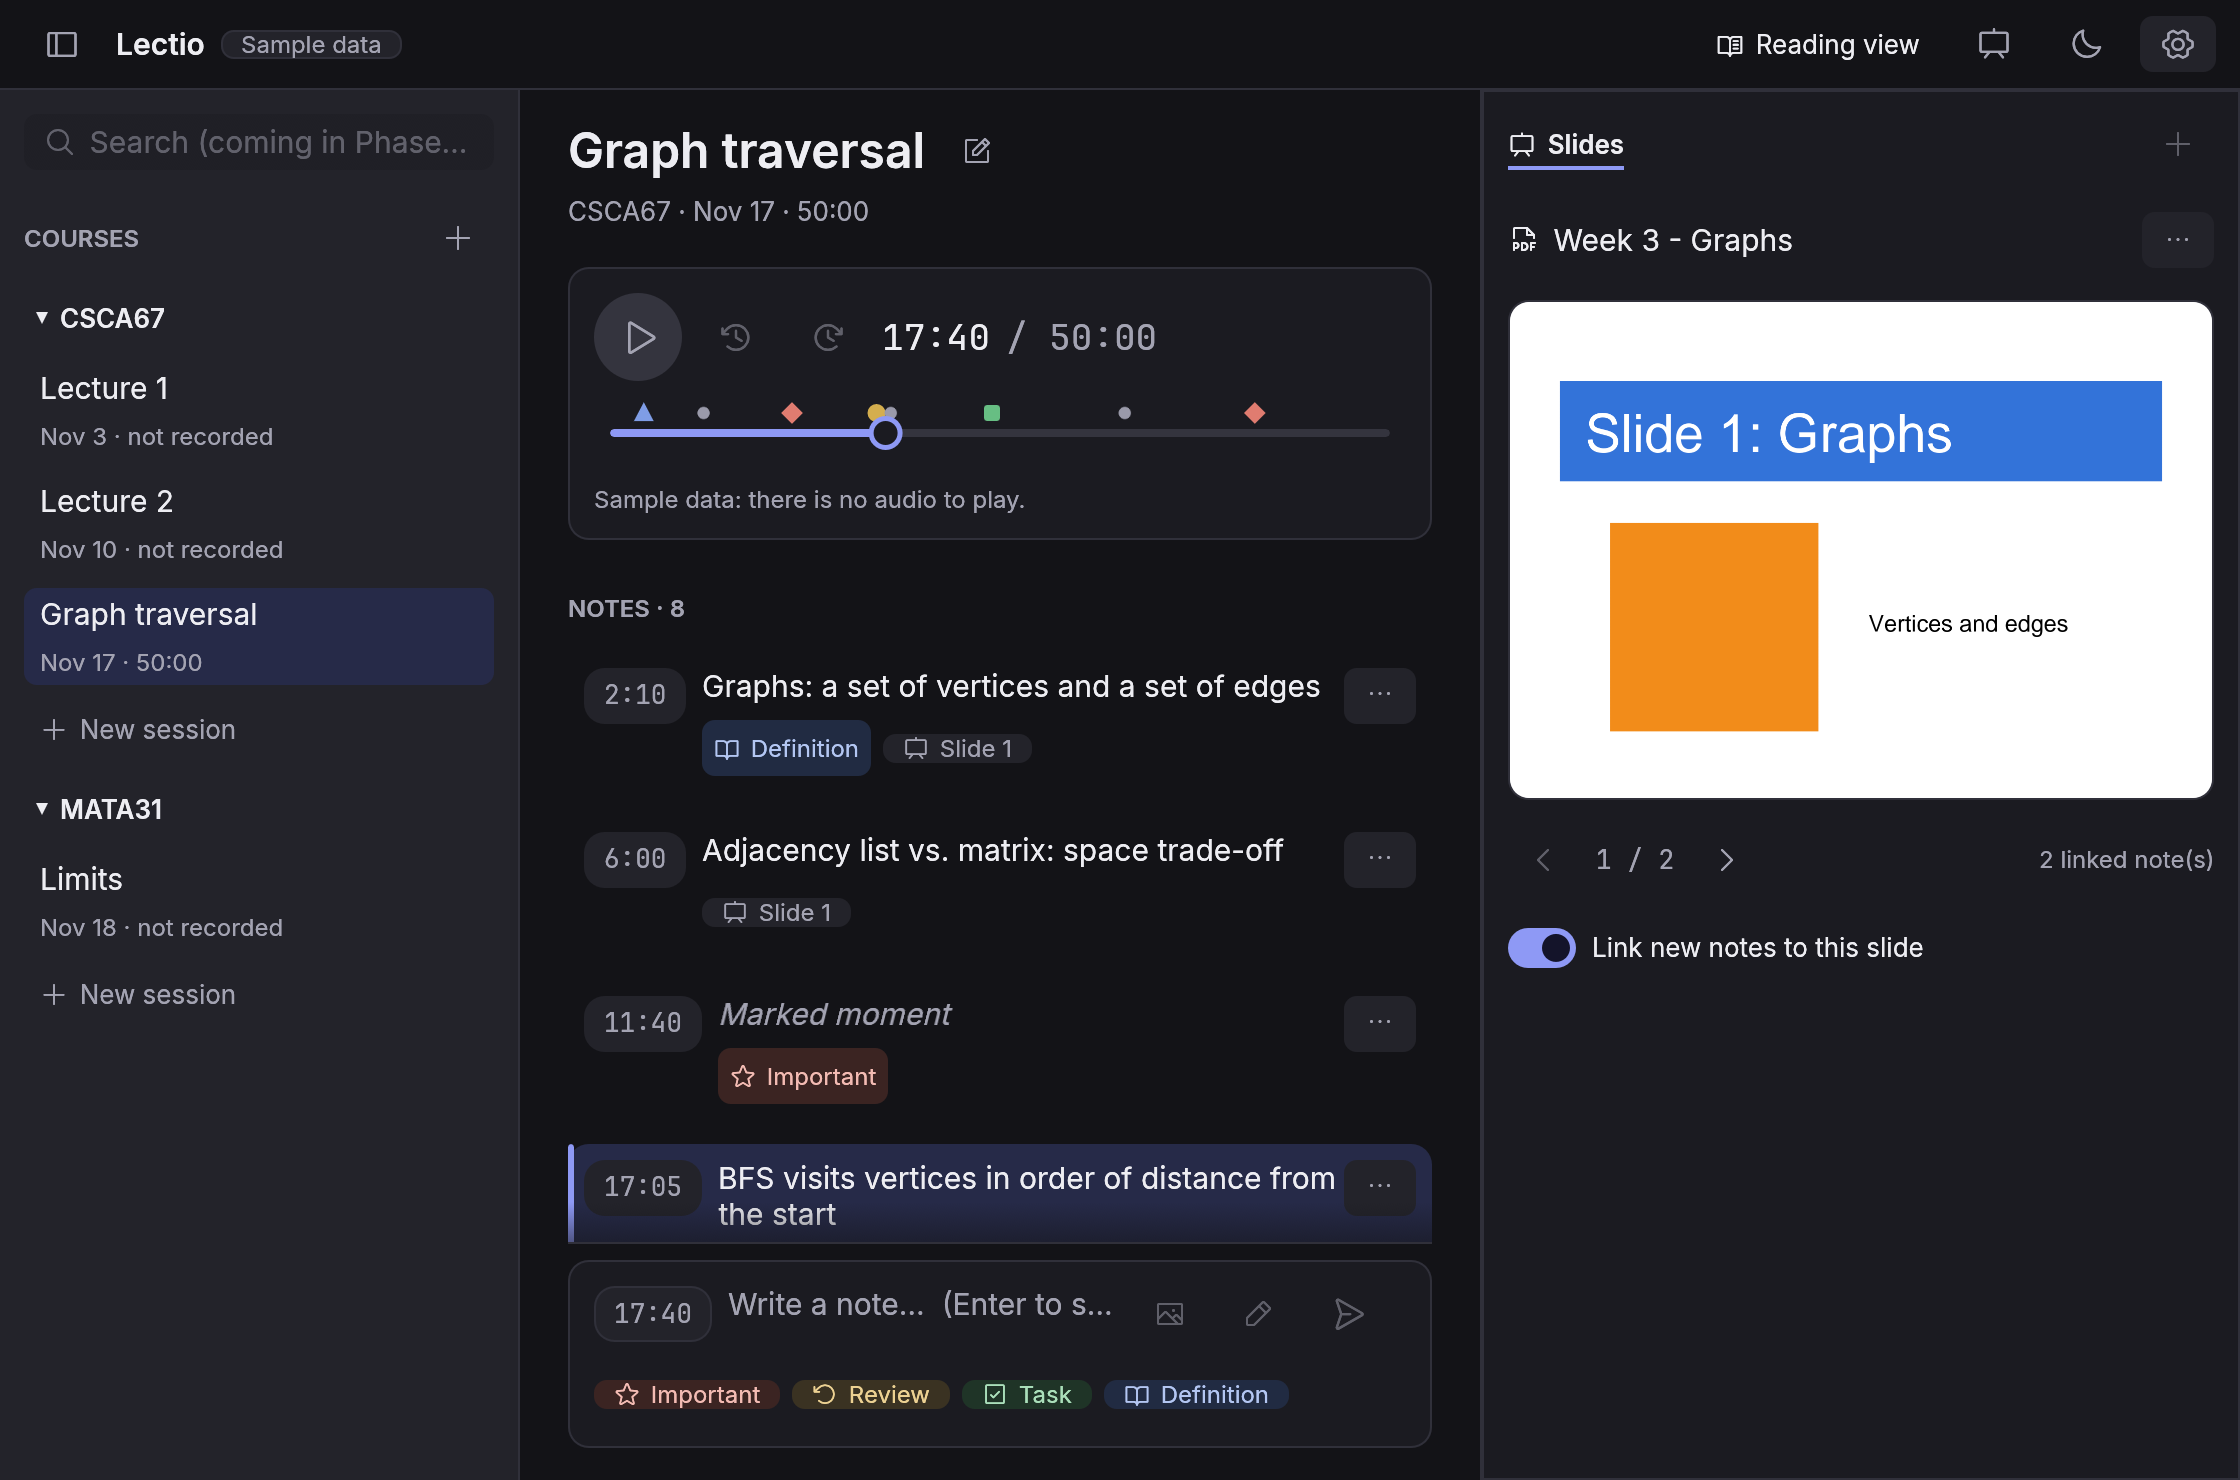 Lectio
Sample data
Reading view
Search (coming in Phase...
COURSES
▼ CSCA67
Lecture 1
Nov 3 · not recorded
Lecture 2
Nov 10 · not recorded
Graph traversal
Nov 17 · 50:00
New session
▼ MATA31
Limits
Nov 18 · not recorded
New session
Graph traversal
CSCA67 · Nov 17 · 50:00
17:40 / 50:00
Sample data: there is no audio to play.
NOTES · 8
2:10
Graphs: a set of vertices and a set of edges
Definition
Slide 1
6:00
Adjacency list vs. matrix: space trade-off
Slide 1
11:40
Marked moment
Important
17:05
BFS visits vertices in order of distance from
the start
17:40
Write a note... (Enter to s...
Important
Review
Task
Definition
Slides
PDF
Week 3 - Graphs
Slide 1: Graphs
Vertices and edges
1 / 2
2 linked note(s)
Link new notes to this slide